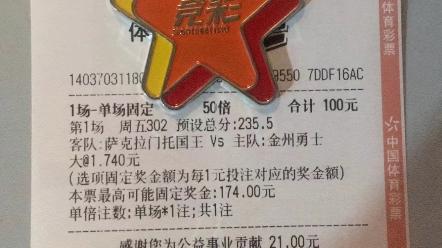 竞彩
体
14037031180
8550 7DDF16AC
1场-单场固定 50倍 合计 100元
第1场 周五302 预设总分:235.5
客队:萨克拉门托国王 Vs 主队:金州勇士
大@1.740元
(选项固定奖金额为每1元投注对应的奖金额)
本票最高可能固定奖金:174.00元
单倍注数:单场*1注;共1注
感谢您为公益事业贡献 21.00元
体育彩票
中国体育彩票